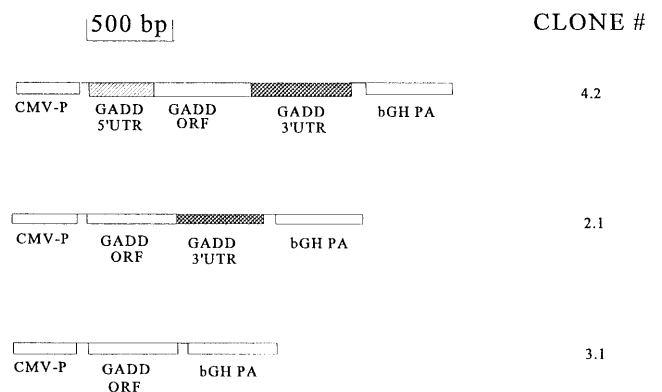 500 bp
CLONE #
CMV-P GADD 5'UTR GADD ORF GADD 3'UTR bGH PA 4.2
CMV-P GADD ORF GADD 3'UTR bGH PA 2.1
CMV-P GADD ORF bGH PA 3.1